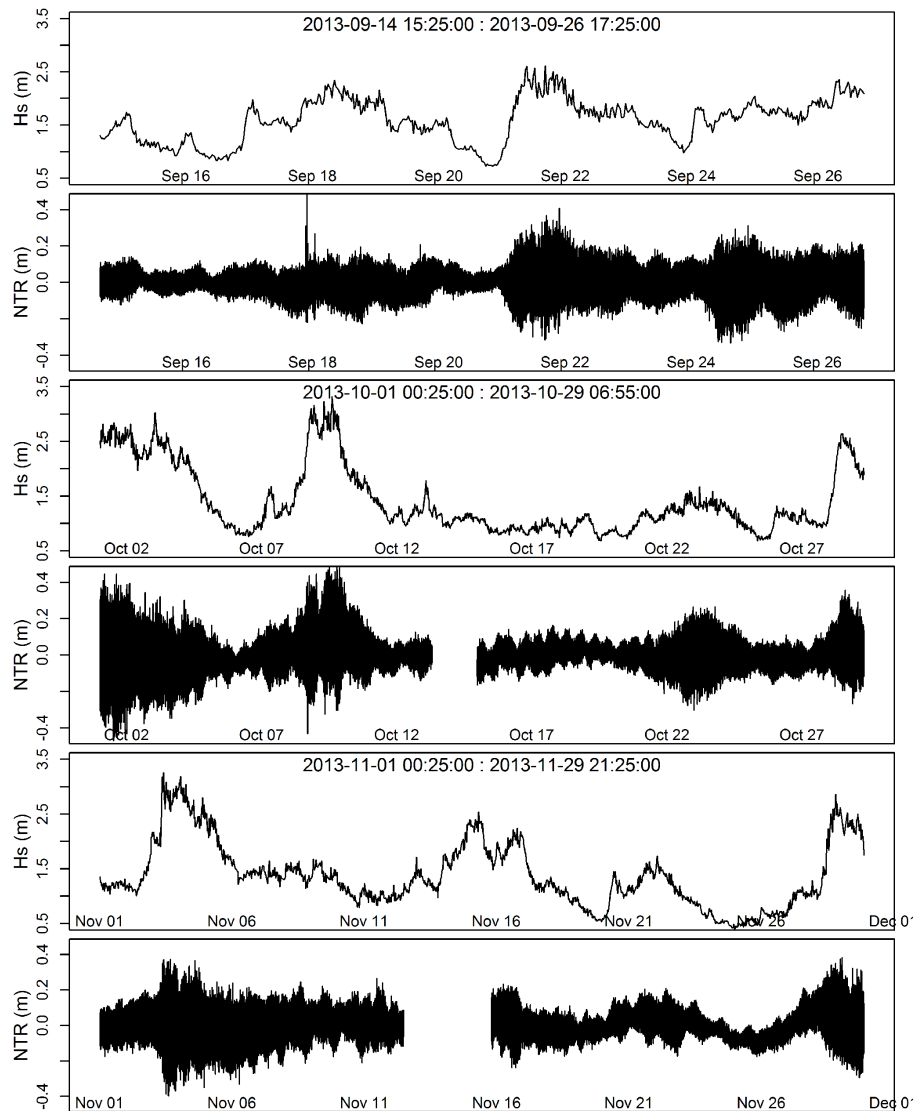 2013-09-14 15:25:00 : 2013-09-26 17:25:00
Hs (m)
3.5
2.5
1.5
0.5
Sep 16 Sep 18 Sep 20 Sep 22 Sep 24 Sep 26
NTR (m)
0.4
0.2
0.0
-0.4
Sep 16 Sep 18 Sep 20 Sep 22 Sep 24 Sep 26
2013-10-01 00:25:00 : 2013-10-29 06:55:00
Hs (m)
3.5
2.5
1.5
0.5
Oct 02 Oct 07 Oct 12 Oct 17 Oct 22 Oct 27
NTR (m)
0.4
0.2
0.0
-0.4
Oct 02 Oct 07 Oct 12 Oct 17 Oct 22 Oct 27
2013-11-01 00:25:00 : 2013-11-29 21:25:00
Hs (m)
3.5
2.5
1.5
0.5
Nov 01 Nov 06 Nov 11 Nov 16 Nov 21 Nov 26 Dec 01
NTR (m)
0.4
0.2
0.0
-0.4
Nov 01 Nov 06 Nov 11 Nov 16 Nov 21 Nov 26 Dec 01